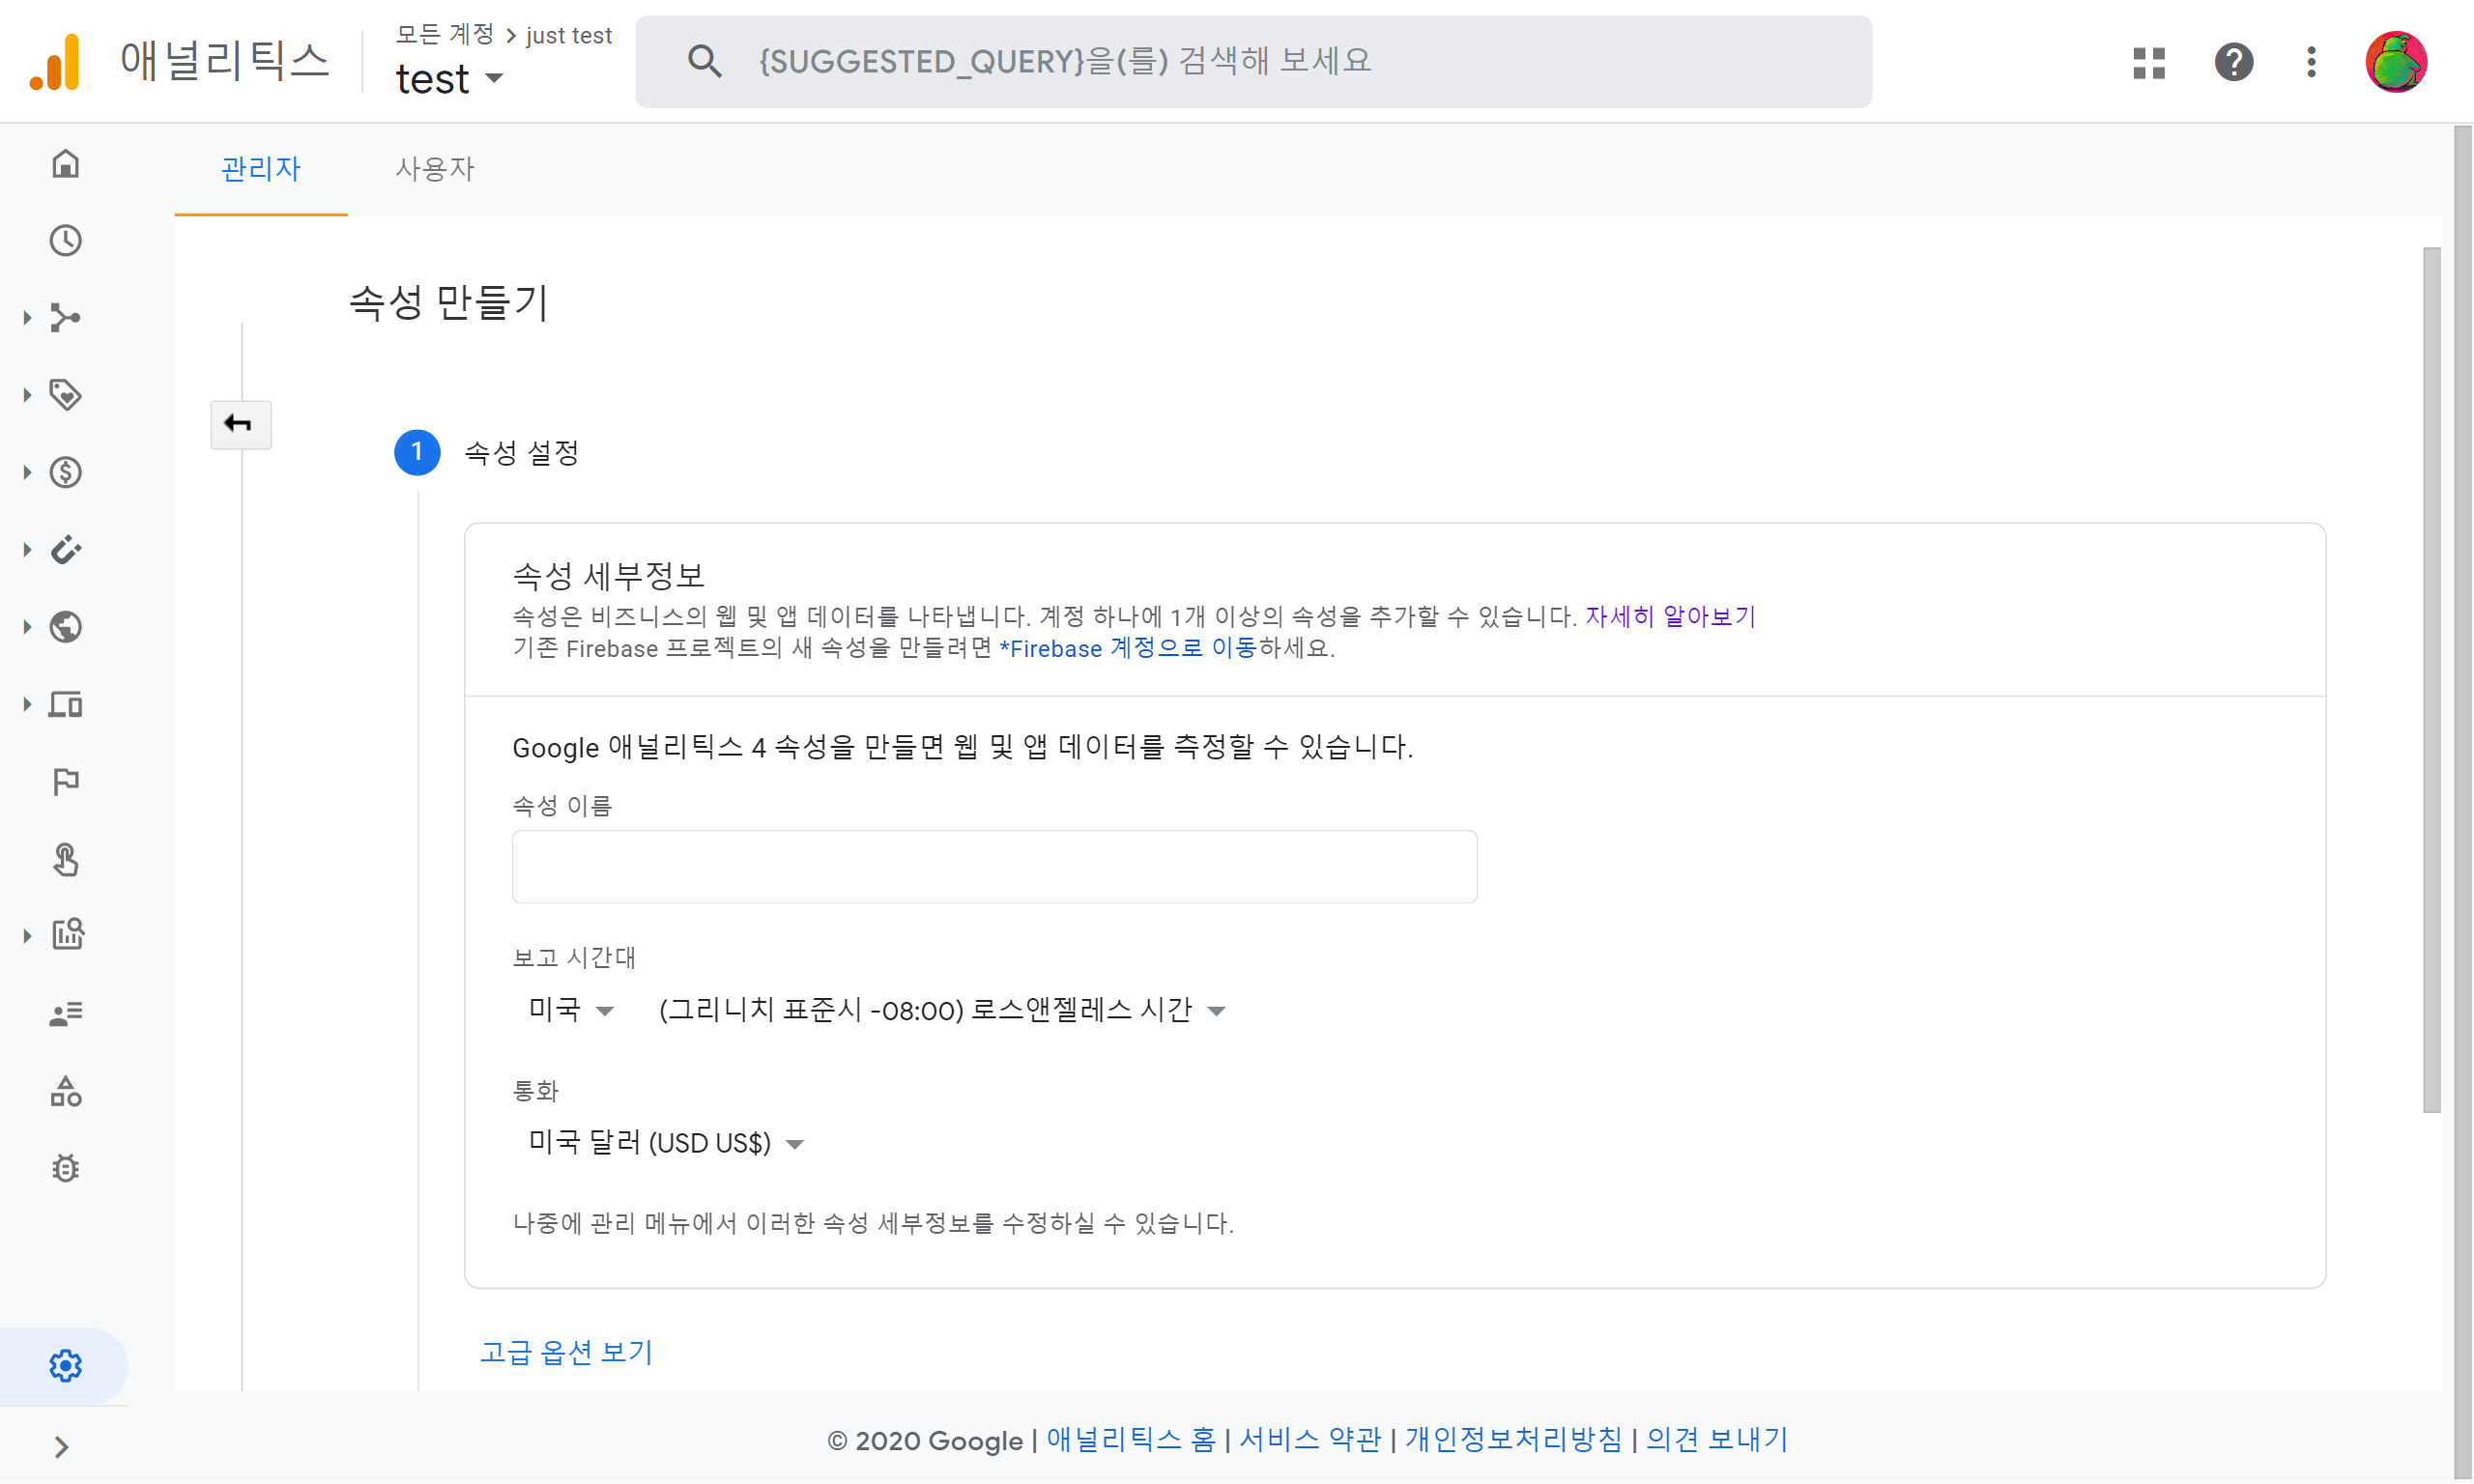 애널리틱스
모든 계정 > just test
test
{SUGGESTED_QUERY}을(를) 검색해 보세요
관리자
사용자
속성 만들기
1 속성 설정
속성 세부정보
속성은 비즈니스의 웹 및 앱 데이터를 나타냅니다. 계정 하나에 1개 이상의 속성을 추가할 수 있습니다. 자세히 알아보기
기존 Firebase 프로젝트의 새 속성을 만들려면 *Firebase 계정으로 이동하세요.
Google 애널리틱스 4 속성을 만들면 웹 및 앱 데이터를 측정할 수 있습니다.
속성 이름
보고 시간대
미국 (그리니치 표준시 -08:00) 로스앤젤레스 시간
통화
미국 달러 (USD US$)
나중에 관리 메뉴에서 이러한 속성 세부정보를 수정하실 수 있습니다.
고급 옵션 보기
© 2020 Google | 애널리틱스 홈 | 서비스 약관 | 개인정보처리방침 | 의견 보내기